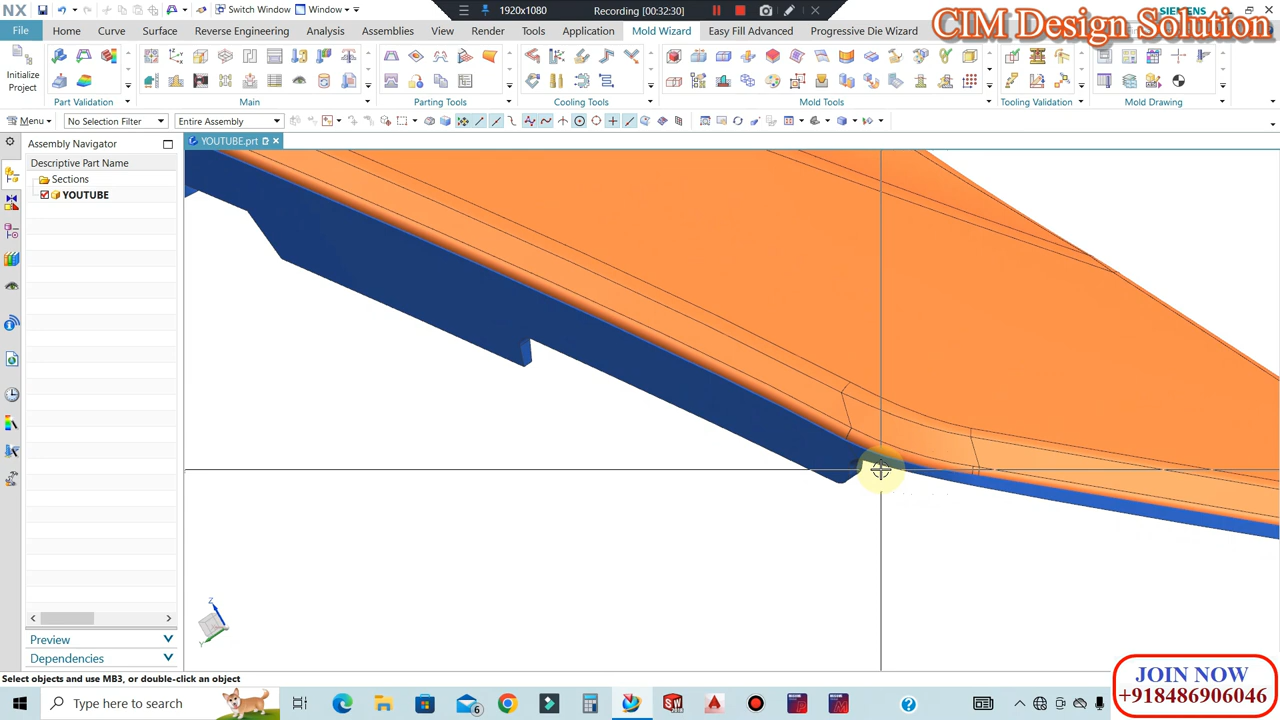 NX
Switch Window
Window
1920x1080
Recording [00:32:30]
SIEMENS
CIM Design Solution
File
Home
Curve
Surface
Reverse Engineering
Analysis
Assemblies
View
Render
Tools
Application
Mold Wizard
Easy Fill Advanced
Progressive Die Wizard
Initialize
Project
Part Validation
Main
Parting Tools
Cooling Tools
Mold Tools
Tooling Validation
Mold Drawing
Menu
No Selection Filter
Entire Assembly
Assembly Navigator
YOUTUBE.prt
Descriptive Part Name
Sections
YOUTUBE
Z
Y
Preview
Dependencies
Select objects and use MB3, or double-click an object
JOIN NOW
+918486906046
Type here to search
6